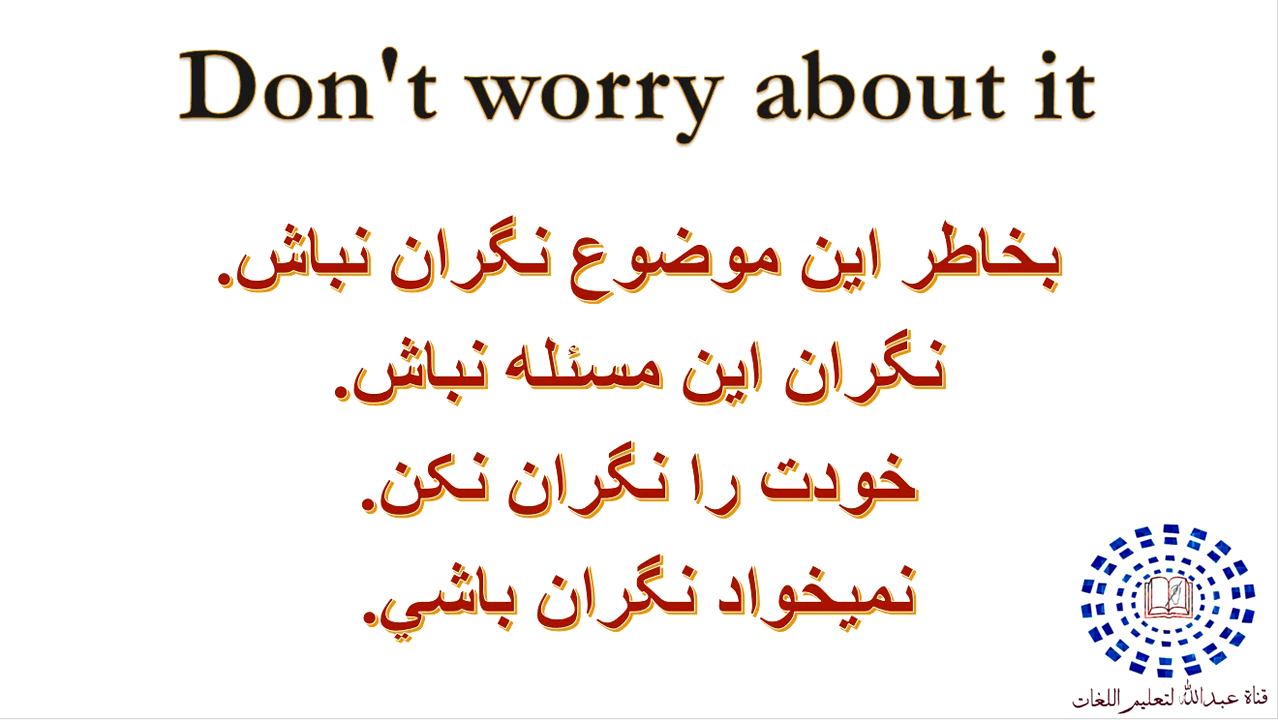 Don't worry about it
بخاطر این موضوع نگران نباش.
نگران این مسئله نباش.
خودت را نگران نکن.
نمیخواد نگران باشي.
قناة عبدالله لتعليم اللغات